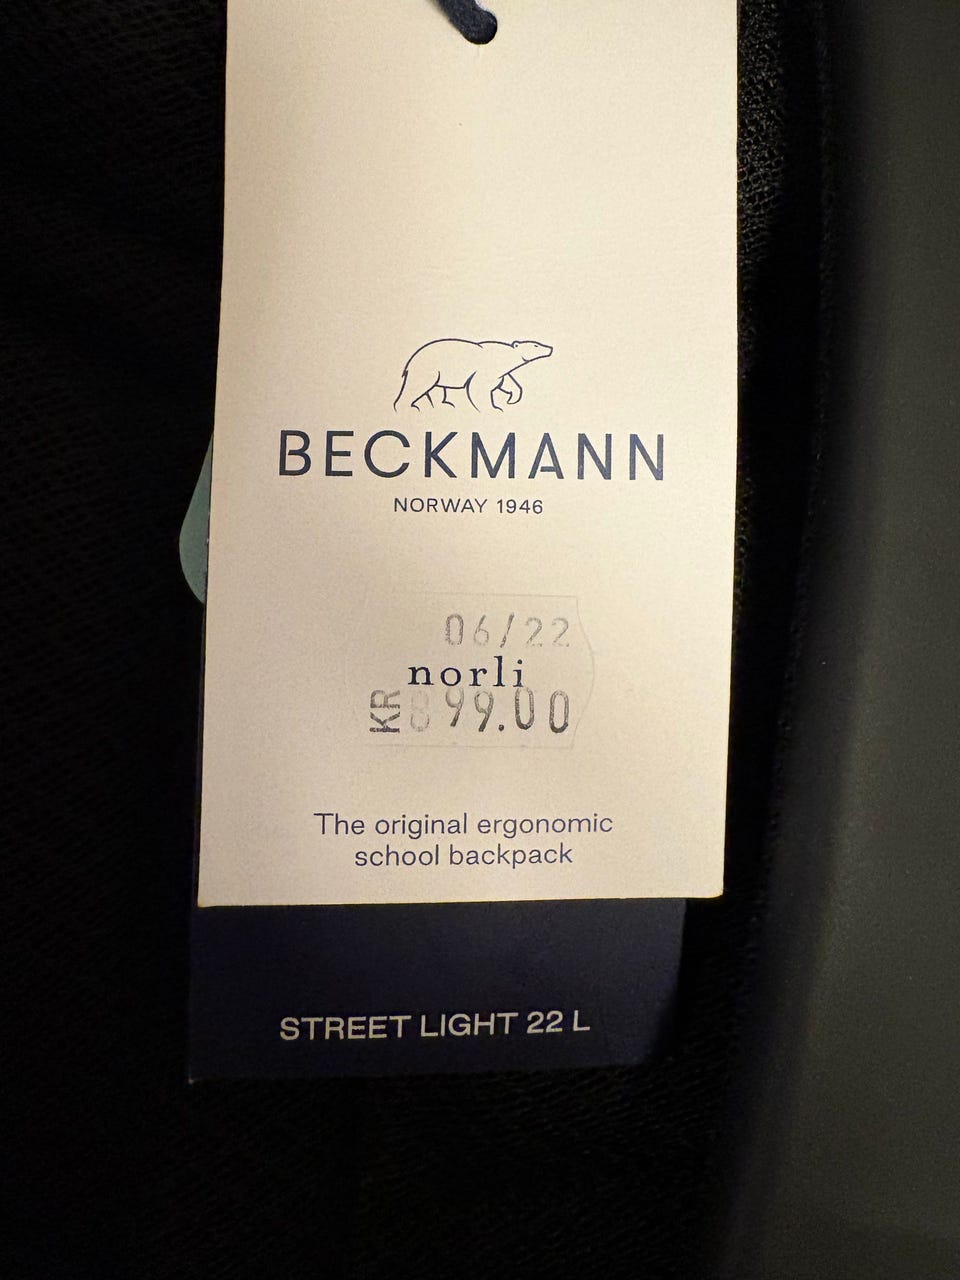 BECKMANN
NORWAY 1946
06/22
norli
KR 899.00
The original ergonomic
school backpack
STREET LIGHT 22 L